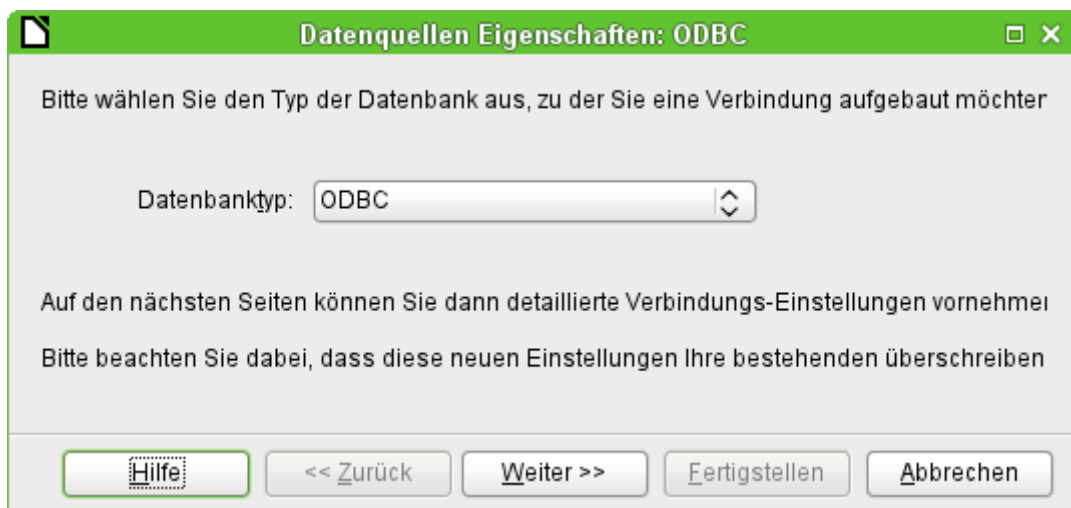 Datenquellen Eigenschaften: ODBC
Bitte wählen Sie den Typ der Datenbank aus, zu der Sie eine Verbindung aufgebaut möchter
Datenbanktyp: ODBC
Auf den nächsten Seiten können Sie dann detaillierte Verbindungs-Einstellungen vornehmer
Bitte beachten Sie dabei, dass diese neuen Einstellungen Ihre bestehenden überschreiben
Hilfe << Zurück Weiter >> Fertigstellen Abbrechen